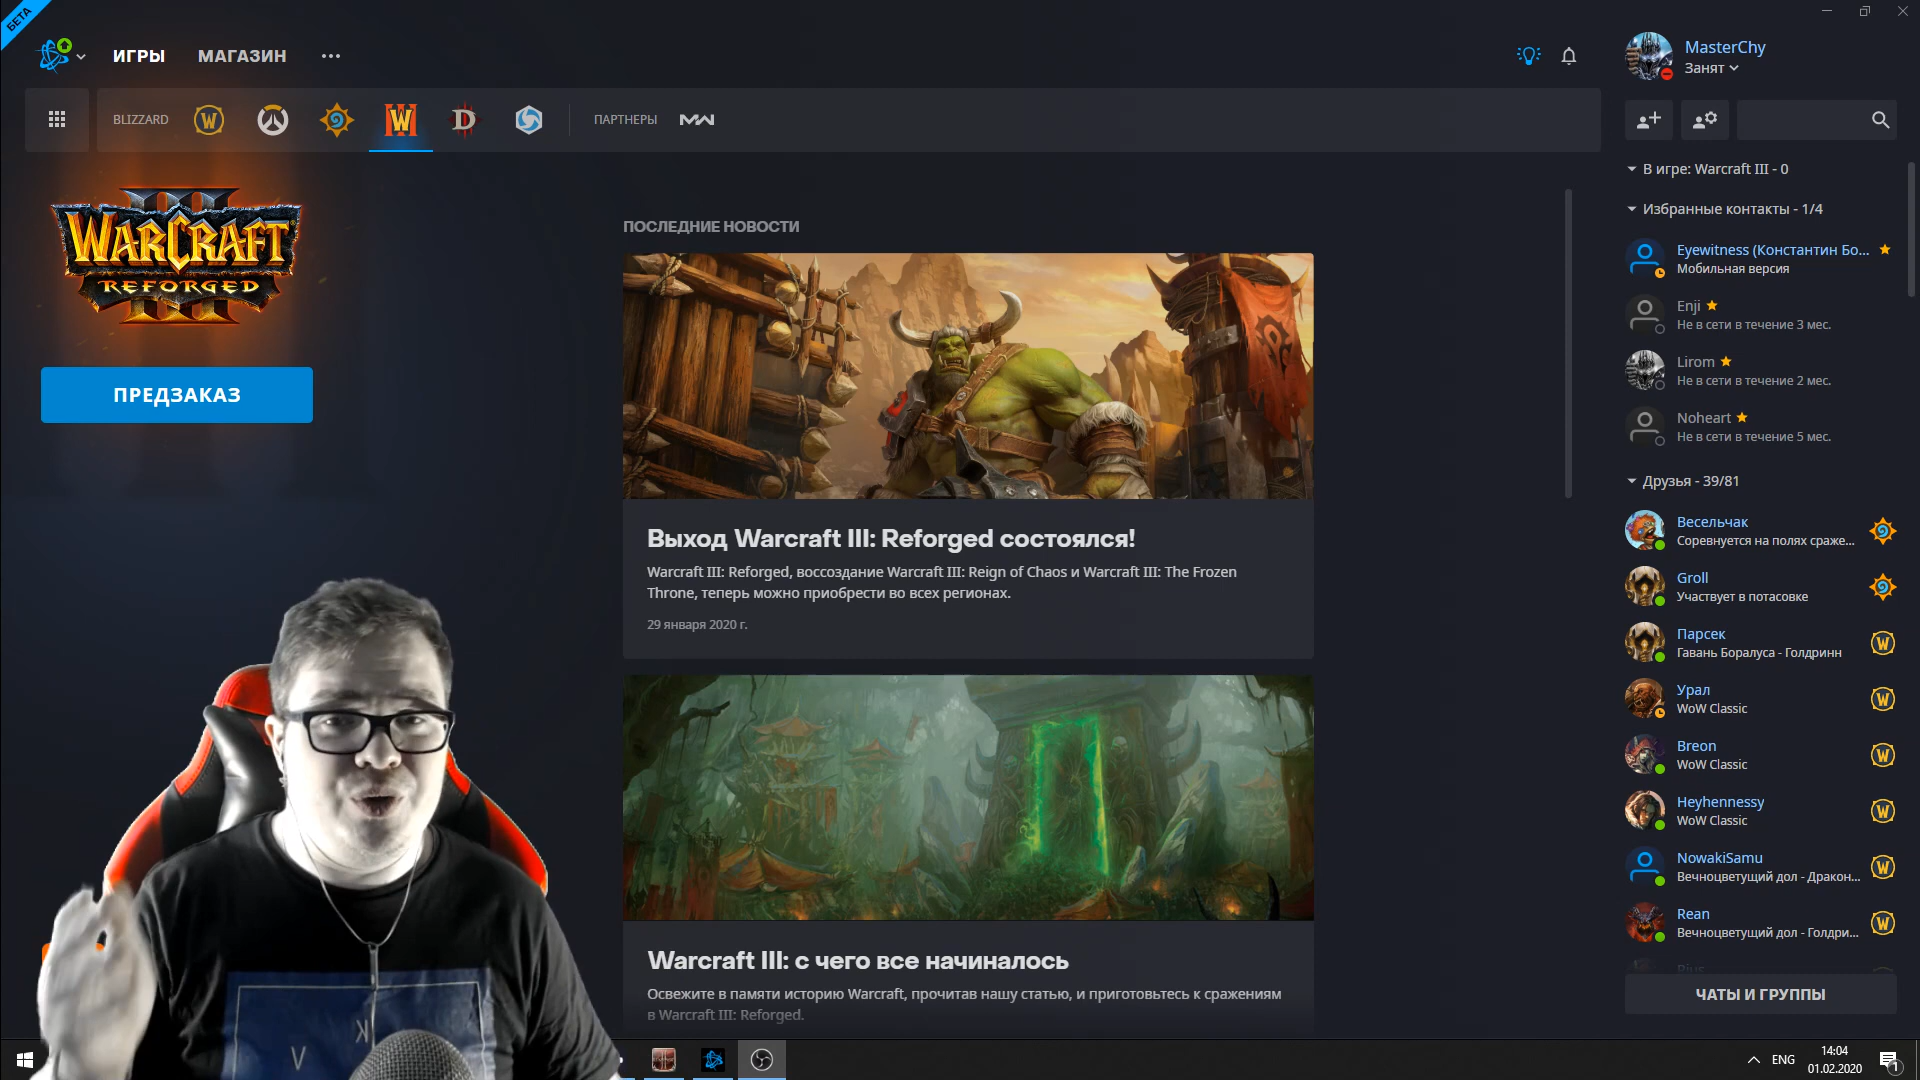 БЕТА
ИГРЫ
МАГАЗИН
BLIZZARD
ПАРТНЕРЫ
WARCRAFT
REFORGED
ПРЕДЗАКАЗ
ПОСЛЕДНИЕ НОВОСТИ
Выход Warcraft III: Reforged состоялся!
Warcraft III: Reforged, воссоздание Warcraft III: Reign of Chaos и Warcraft III: The Frozen
Throne, теперь можно приобрести во всех регионах.
29 января 2020 г.
Warcraft III: с чего все начиналось
Освежите в памяти историю Warcraft, прочитав нашу статью, и приготовьтесь к сражениям
в Warcraft III: Reforged.
MasterChy
Занят
В игре: Warcraft III - 0
Избранные контакты - 1/4
Eyewitness (Константин Бо...
Мобильная версия
Enji
Не в сети в течение 3 мес.
Lirom
Не в сети в течение 2 мес.
Noheart
Не в сети в течение 5 мес.
Друзья - 39/81
Весельчак
Соревнуется на полях сраже...
Groll
Участвует в потасовке
Парсек
Гавань Боралуса - Голдринн
Урал
WoW Classic
Breon
WoW Classic
Heyhennessy
WoW Classic
NowakiSamu
Вечноцветущий дол - Дракон...
Rean
Вечноцветущий дол - Голдри...
ЧАТЫ И ГРУППЫ
V K
ENG
14:04
01.02.2020
1